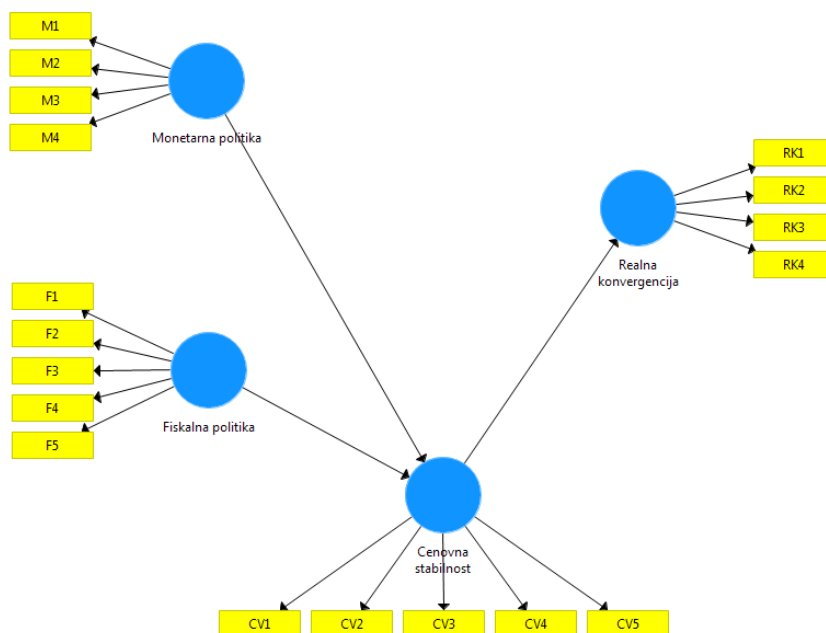 M1
M2
M3
M4
Monetarna politika
RK1
RK2
RK3
RK4
Realna
konvergencija
F1
F2
F3
F4
F5
Fiskalna politika
Cenovna
stabilnost
CV1
CV2
CV3
CV4
CV5